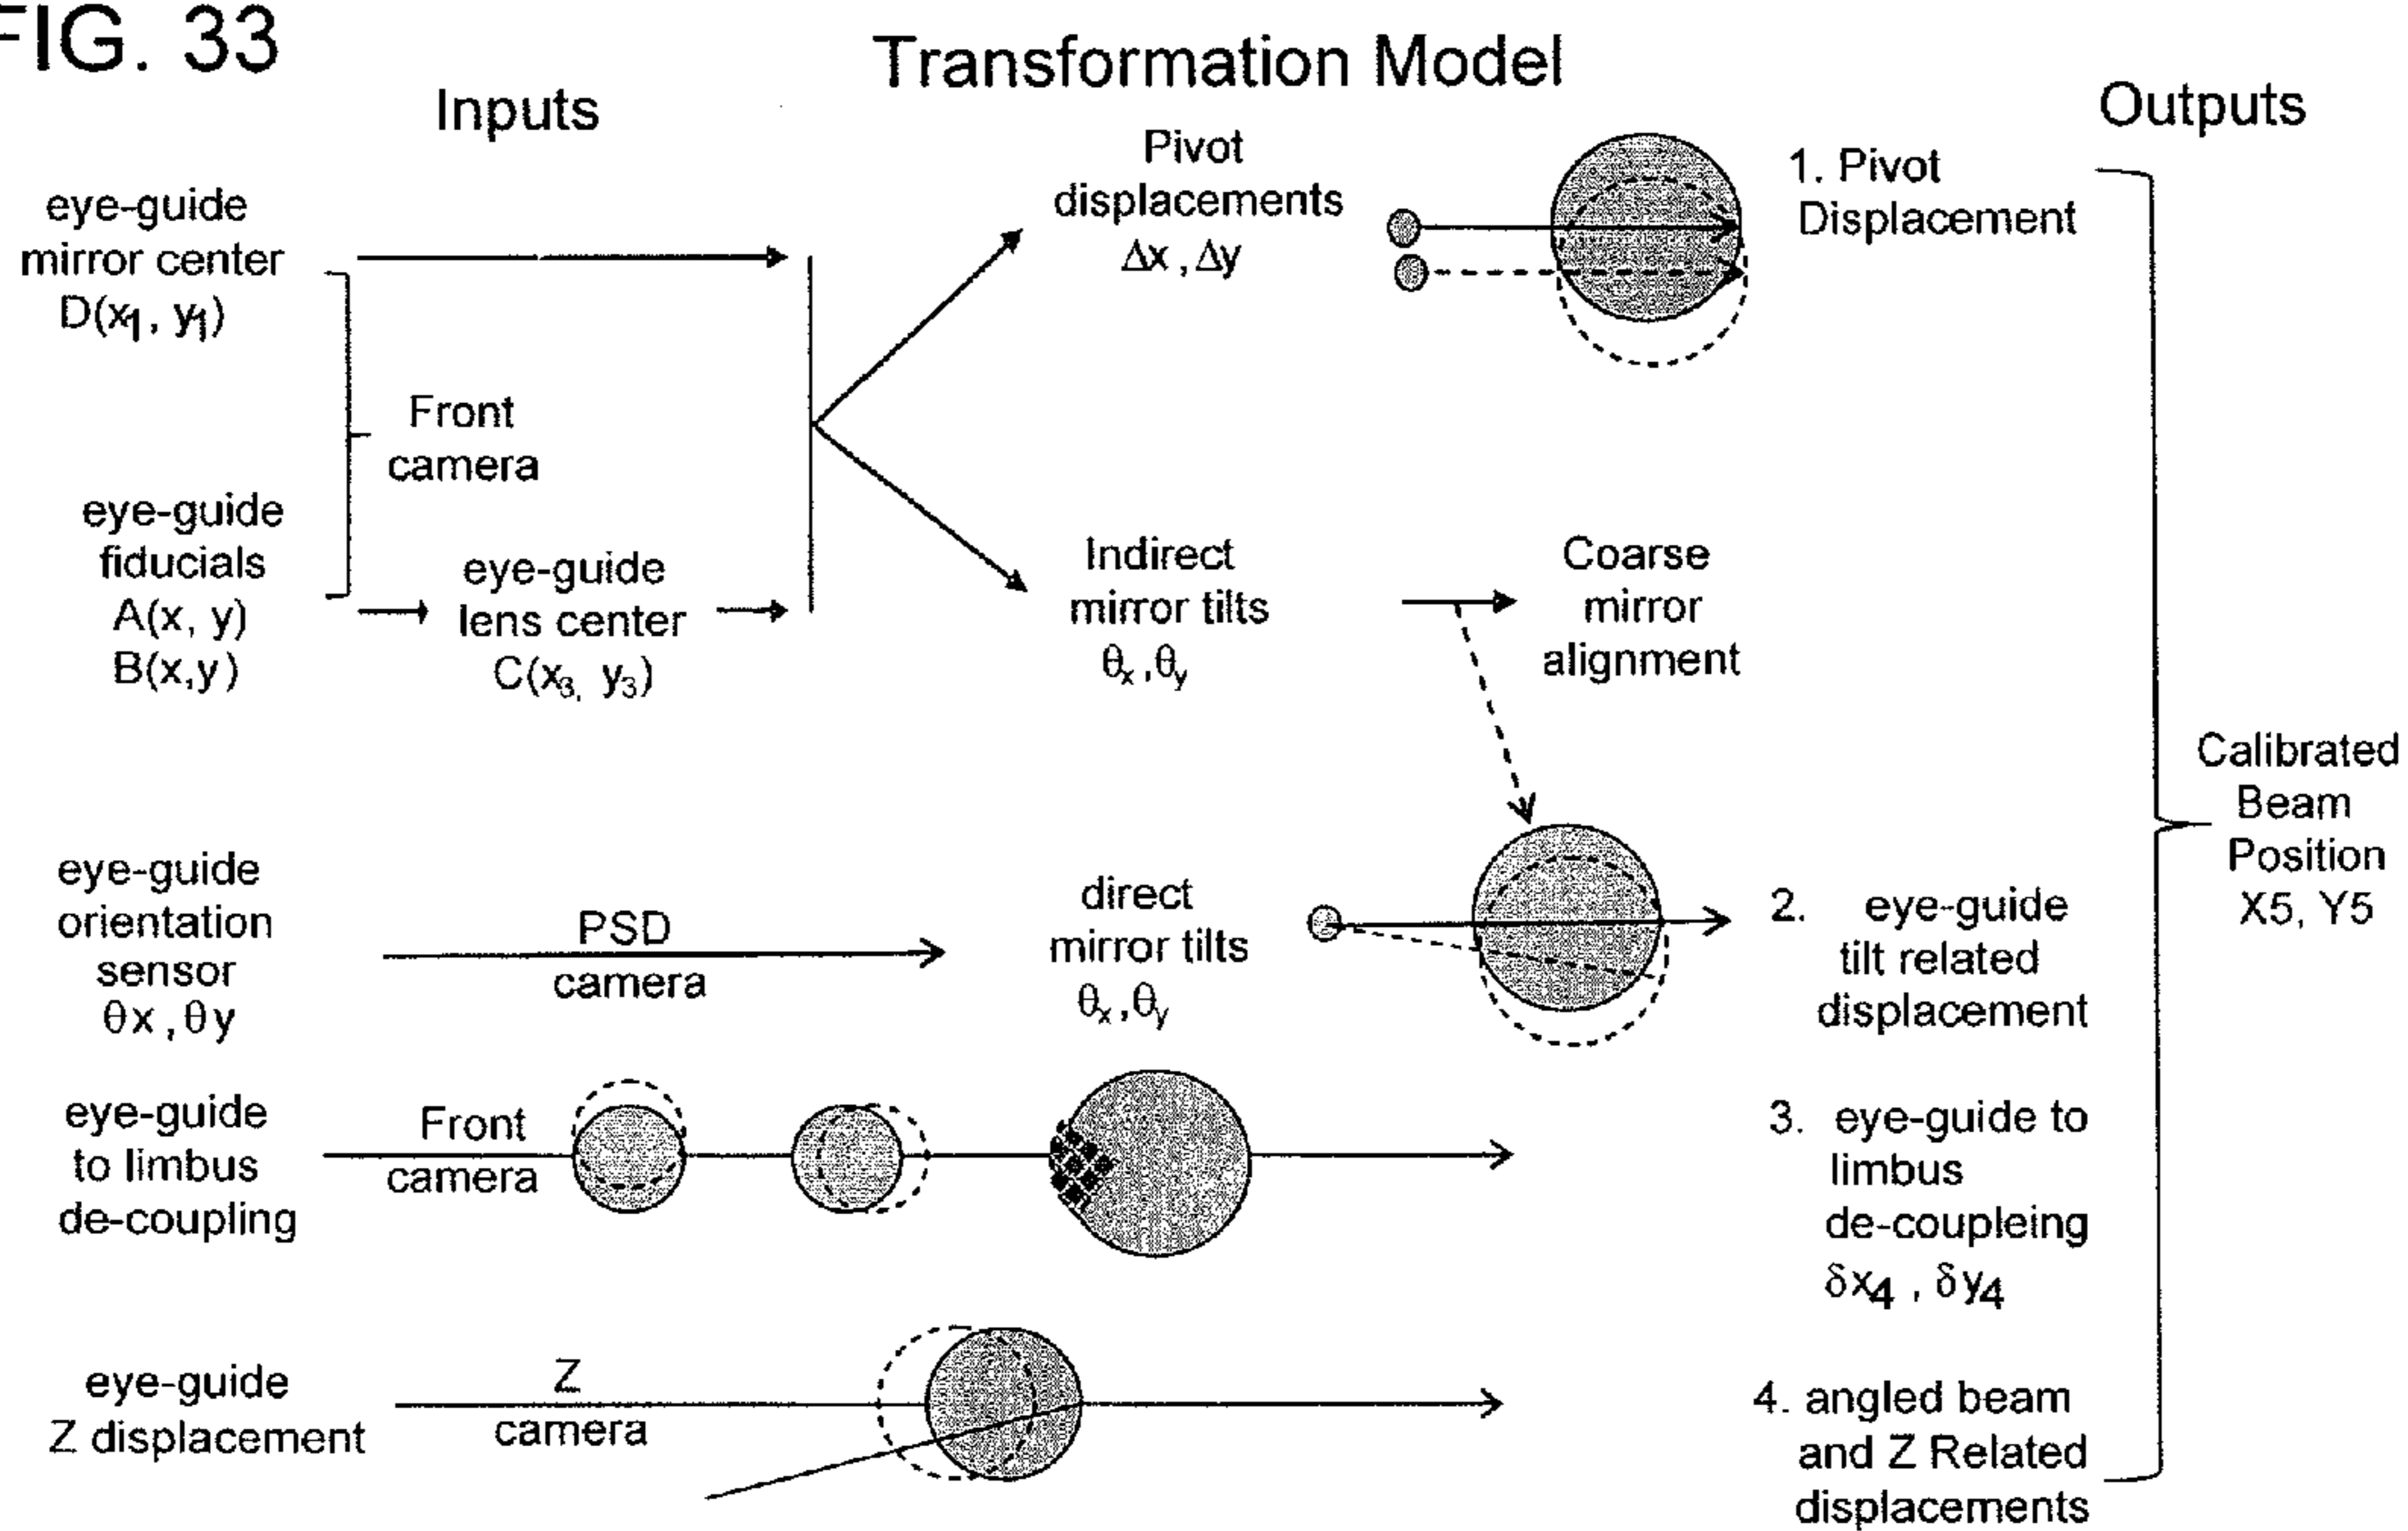 FIG. 33
Transformation Model
Inputs
Outputs
eye-guide
mirror center
D(x1, y1)
Front
camera
eye-guide
fiducials
A(x, y)
B(x,y)
eye-guide
lens center
C(x3, y3)
Pivot
displacements
Δx , Δy
1. Pivot
Displacement
Indirect
mirror tilts
θx ,θy
Coarse
mirror
alignment
eye-guide
orientation
sensor
θx , θy
PSD
camera
direct
mirror tilts
θx ,θy
2. eye-guide
tilt related
displacement
eye-guide
to limbus
de-coupling
Front
camera
3. eye-guide to
limbus
de-coupleing
δx4 , δy4
eye-guide
Z displacement
Z
camera
4. angled beam
and Z Related
displacements
Calibrated
Beam
Position
X5, Y5